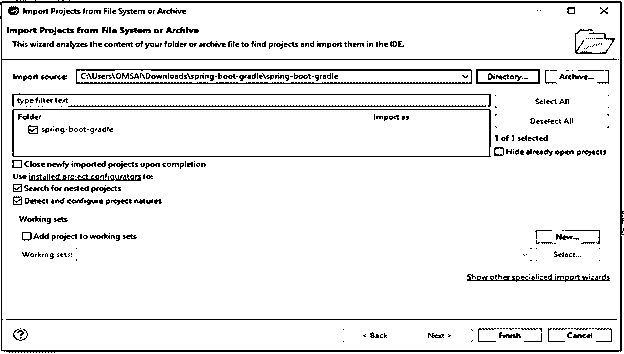 Import Projects from File System or Archive
Import Projects from File System or Archive
This wizard analyzes the content of your folder or archive file to find projects and import them in the IDE.
Import source: C:\Users\OMSAI\Downloads\spring-boot-gradle\spring-boot-gradle Directory... Archive...
type filter text Select All
Folder Import as
Deselect All
spring-boot-gradle
1 of 1 selected
Hide already open projects
Close newly imported projects upon completion
Use installed project configurators to:
Search for nested projects
Detect and configure project natures
Working sets
Add project to working sets New...
Working sets: Select...
Show other specialized import wizards
? < Back Next > Finish Cancel